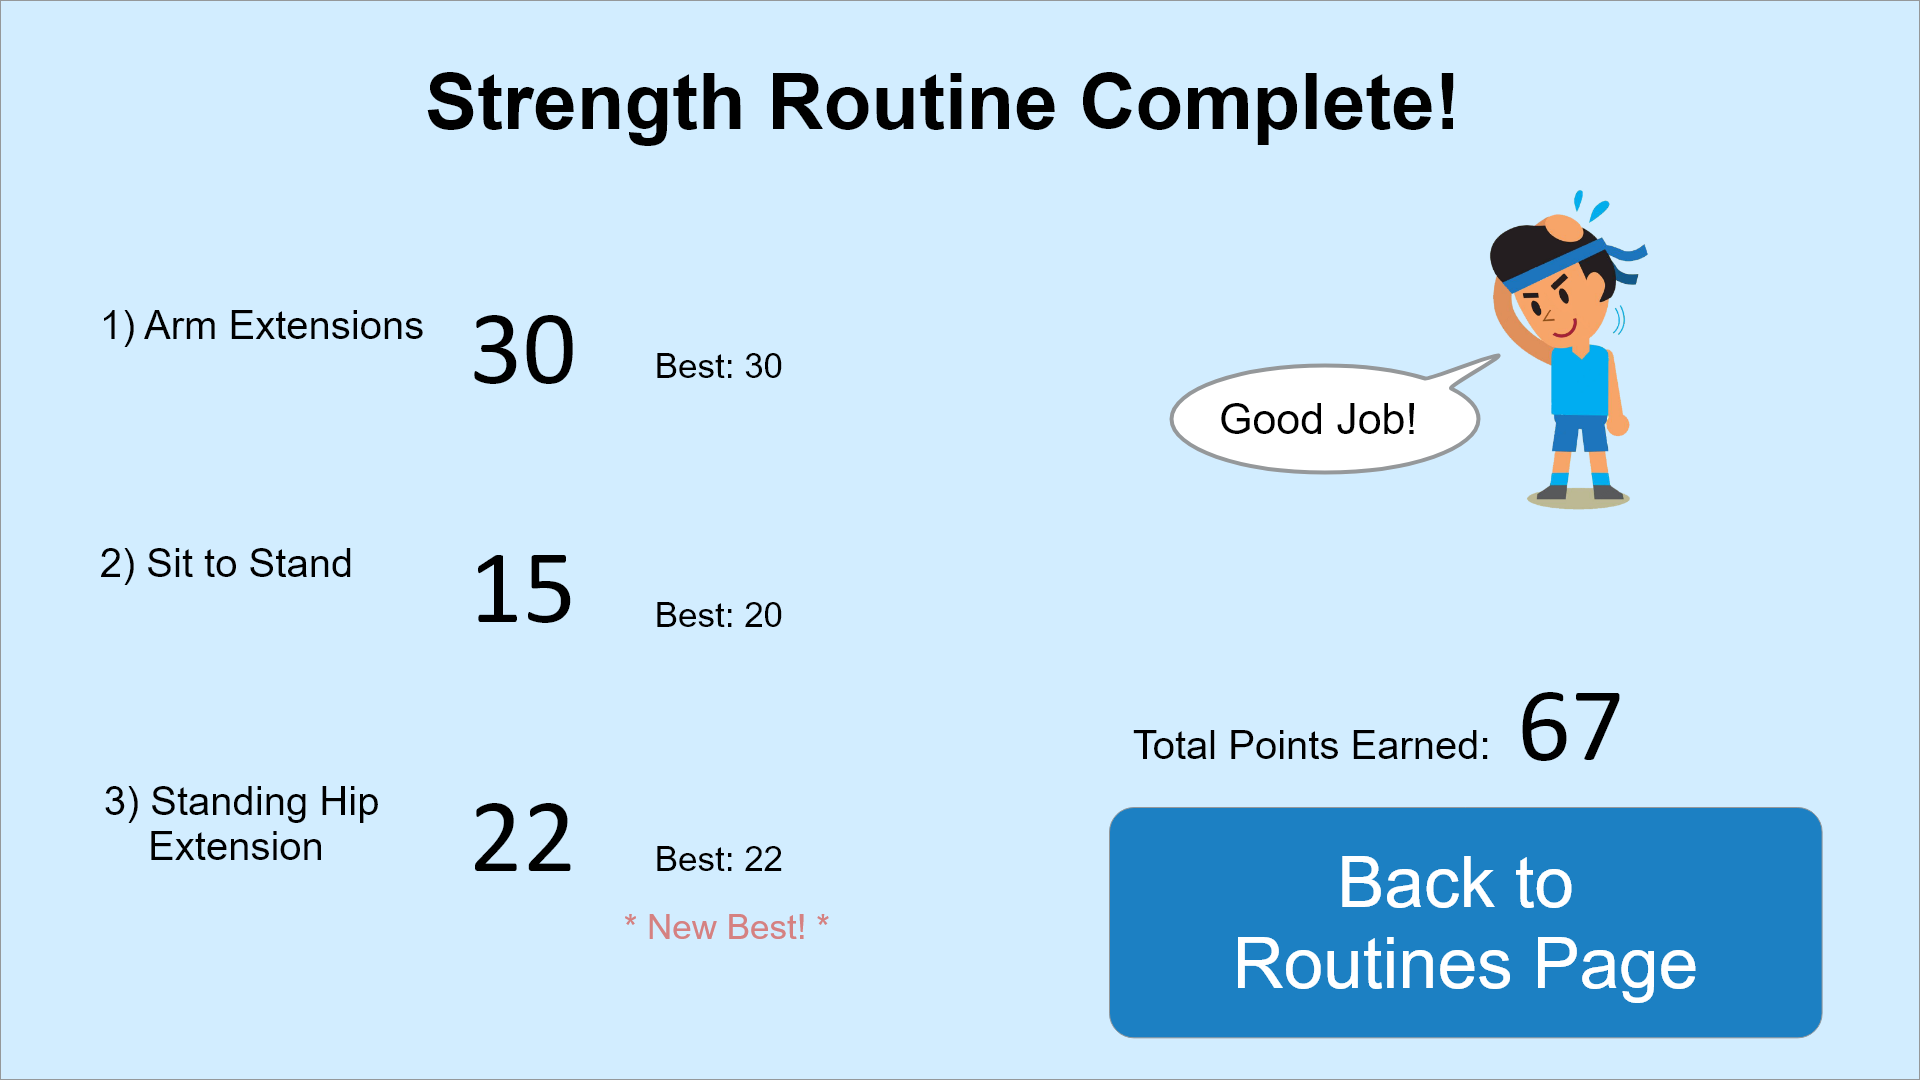 Strength Routine Complete!
1) Arm Extensions 30 Best: 30
Good Job!
2) Sit to Stand 15 Best: 20
Total Points Earned: 67
3) Standing Hip
Extension 22 Best: 22
* New Best! *
Back to
Routines Page